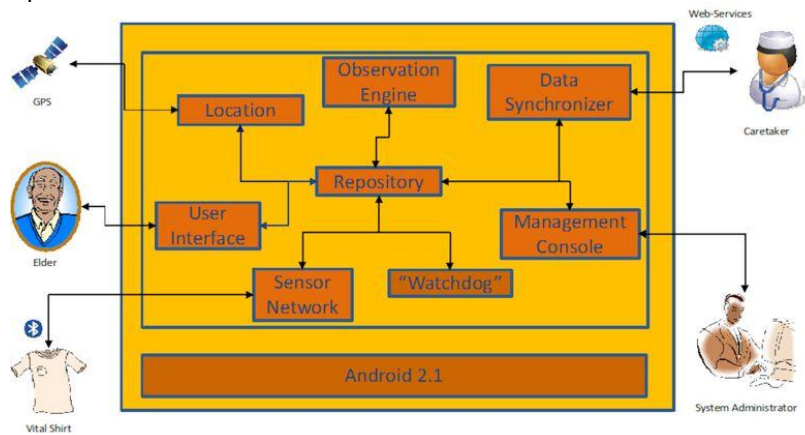 Web-Services
GPS
Location
Observation
Engine
Data
Synchronizer
Caretaker
Repository
Elder
User
Interface
Management
Console
Sensor
Network
“Watchdog”
Android 2.1
Vital Shirt
System Administrator